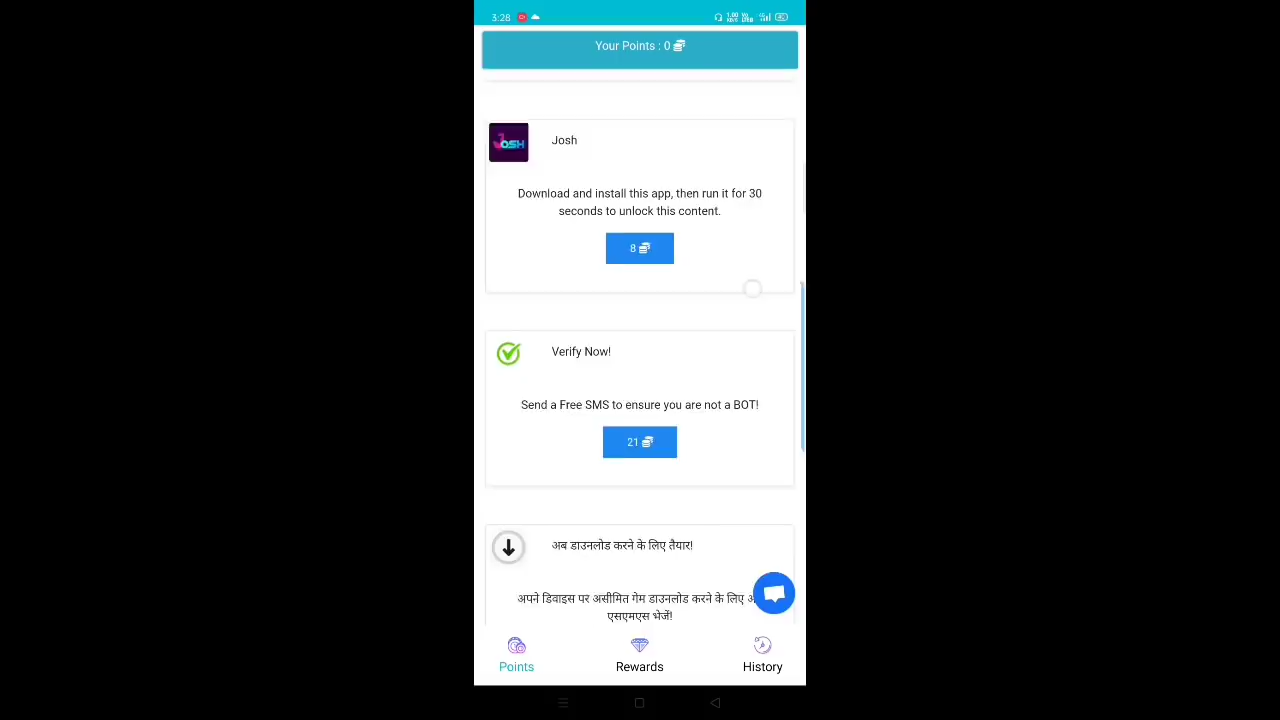 3:28
Your Points : 0
JOSH
Josh
Download and install this app, then run it for 30
seconds to unlock this content.
8
Verify Now!
Send a Free SMS to ensure you are not a BOT!
21
अब डाउनलोड करने के लिए तैयार!
अपने डिवाइस पर असीमित गेम डाउनलोड करने के लिए
एसएमएस भेजें!
Points
Rewards
History